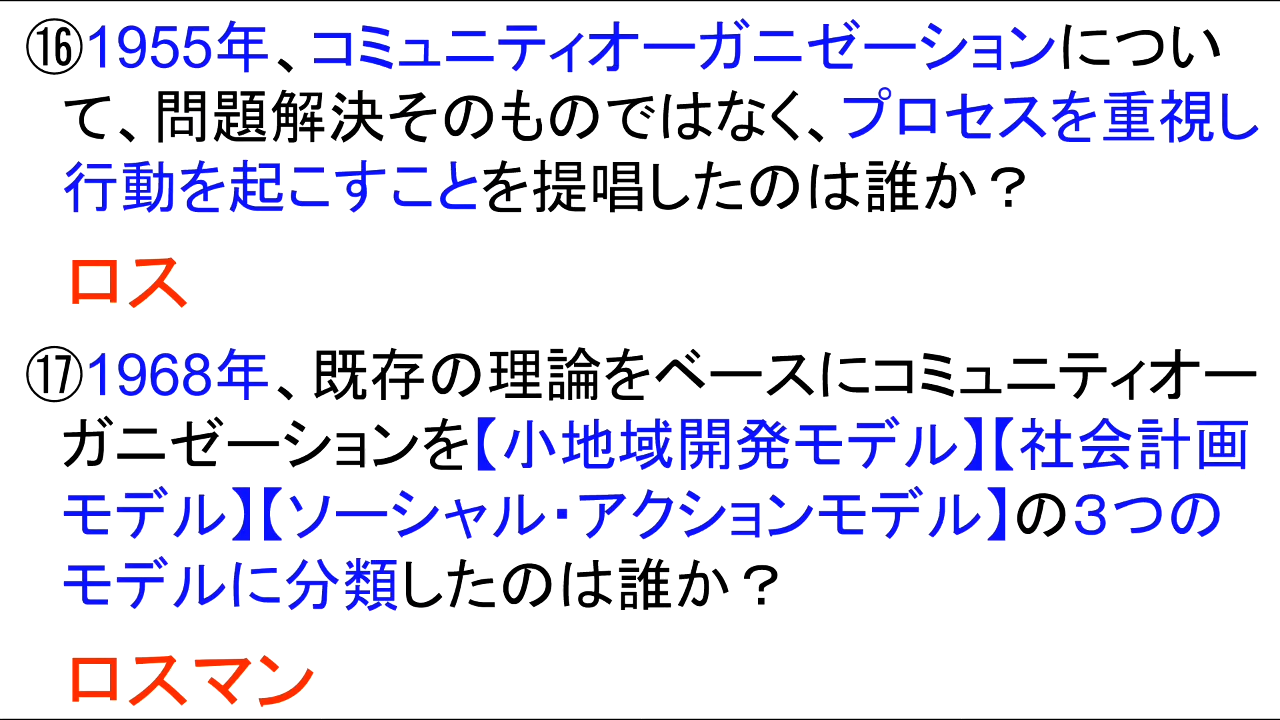 ⑯1955年、コミュニティオーガニゼーションについ
て、問題解決そのものではなく、プロセスを重視し
行動を起こすことを提唱したのは誰か？
ロス
⑰1968年、既存の理論をベースにコミュニティオー
ガニゼーションを【小地域開発モデル】【社会計画
モデル】【ソーシャル・アクションモデル】の３つの
モデルに分類したのは誰か？
ロスマン